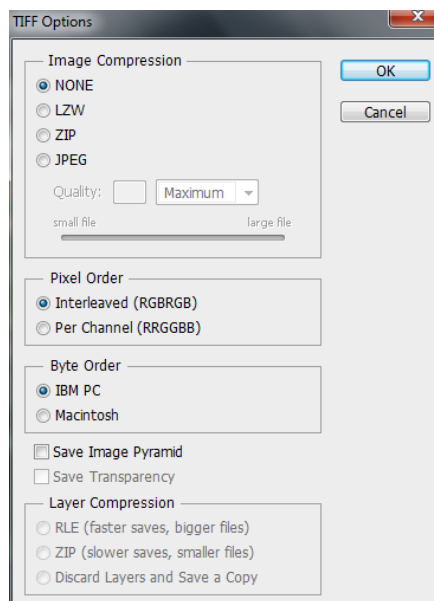 TIFF Options
Image Compression
NONE
LZW
ZIP
JPEG
Quality: Maximum
small file large file
OK
Cancel
Pixel Order
Interleaved (RGBRGB)
Per Channel (RRGGBB)
Byte Order
IBM PC
Macintosh
Save Image Pyramid
Save Transparency
Layer Compression
RLE (faster saves, bigger files)
ZIP (slower saves, smaller files)
Discard Layers and Save a Copy